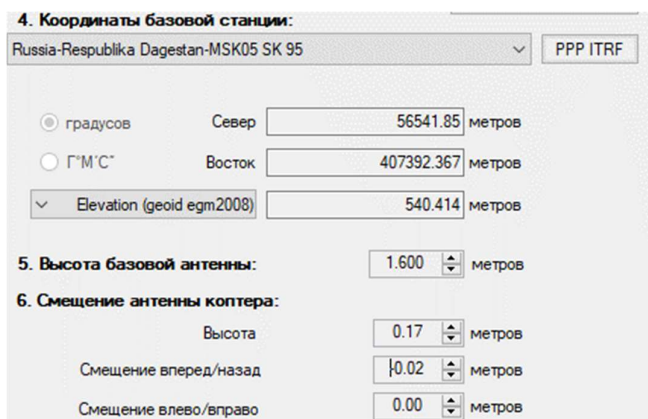 4. Координаты базовой станции:
Russia-Respublika Dagestan-MSK05 SK 95 PPP ITRF
градусов Север 56541.85 метров
Г°М'С" Восток 407392.367 метров
Elevation (geoid egm2008) 540.414 метров
5. Высота базовой антенны: 1.600 метров
6. Смещение антенны коптера:
Высота 0.17 метров
Смещение вперед/назад -0.02 метров
Смещение влево/вправо 0.00 метров